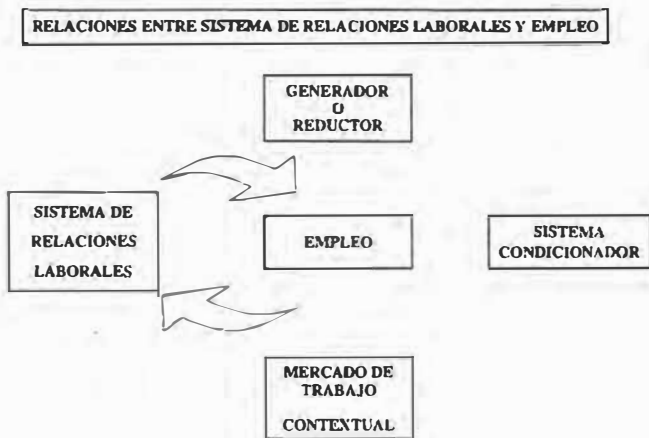 RELACIONES ENTRE SISTEMA DE RELACIONES LABORALES Y EMPLEO
GENERADOR
O
REDUCTOR
SISTEMA DE
RELACIONES
LABORALES
EMPLEO
SISTEMA
CONDICIONADOR
MERCADO DE
TRABAJO
CONTEXTUAL